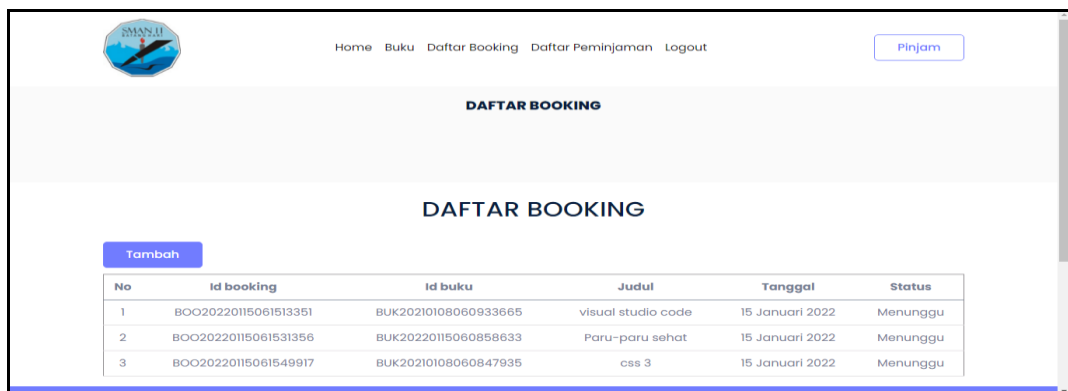 SMAN.11
Home Buku Daftar Booking Daftar Peminjaman Logout
Pinjam
DAFTAR BOOKING
DAFTAR BOOKING
Tambah
No Id booking Id buku Judul Tanggal Status
1 BOO20220115061513351 BUK20210108060933665 visual studio code 15 Januari 2022 Menunggu
2 BOO20220115061531356 BUK20220115060858633 Paru-paru sehat 15 Januari 2022 Menunggu
3 BOO20220115061549917 BUK20210108060847935 css 3 15 Januari 2022 Menunggu